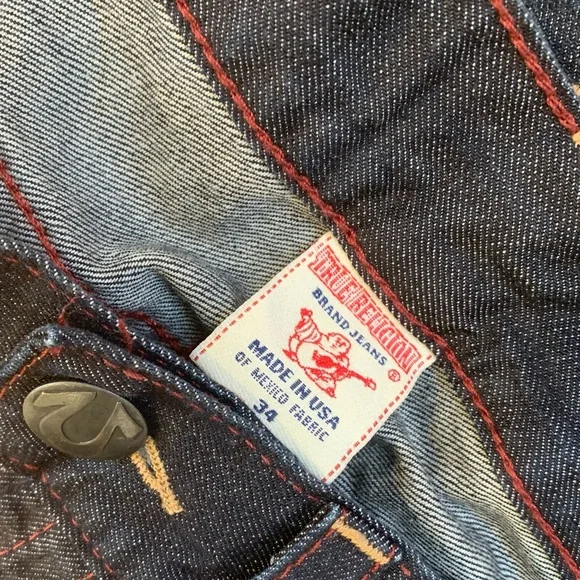 TRUE RELIGION
BRAND JEANS
®
MADE IN USA
OF MEXICO FABRIC
34